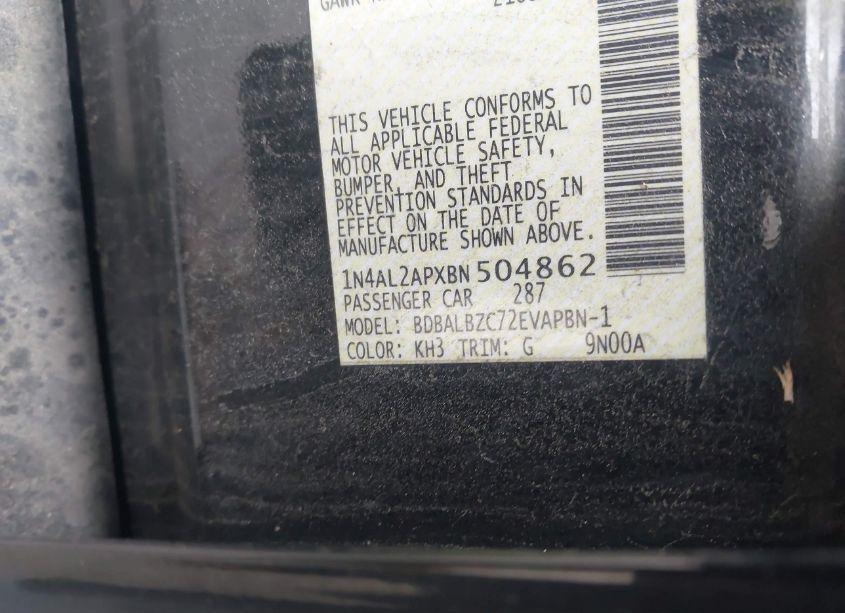 THIS VEHICLE CONFORMS TO
ALL APPLICABLE FEDERAL
MOTOR VEHICLE SAFETY,
BUMPER, AND THEFT
PREVENTION STANDARDS IN
EFFECT ON THE DATE OF
MANUFACTURE SHOWN ABOVE.
1N4AL2APXBN504862
PASSENGER CAR 287
MODEL: BDBALBZC72EVAPBN-1
COLOR: KH3 TRIM: G 9N00A